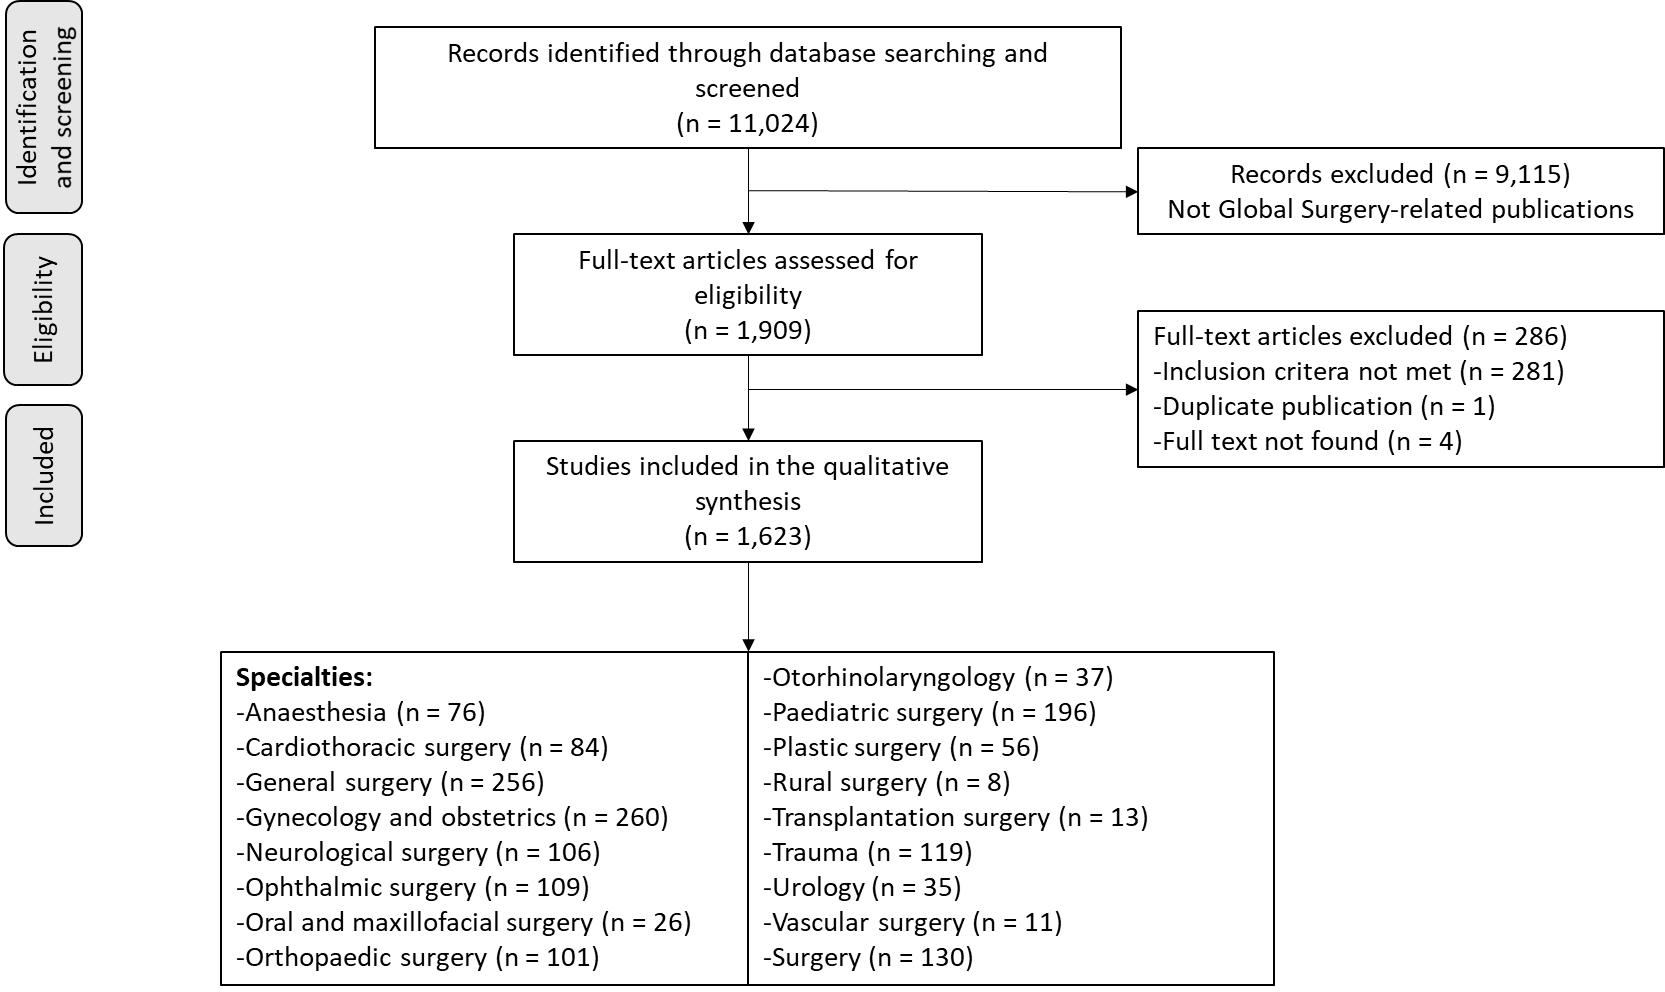 Identification
and screening
Records identified through database searching and
screened
(n = 11,024)
Records excluded (n = 9,115)
Not Global Surgery-related publications
Eligibility
Full-text articles assessed for
eligibility
(n = 1,909)
Full-text articles excluded (n = 286)
-Inclusion critera not met (n = 281)
-Duplicate publication (n = 1)
-Full text not found (n = 4)
Included
Studies included in the qualitative
synthesis
(n = 1,623)
Specialties:
-Anaesthesia (n = 76)
-Cardiothoracic surgery (n = 84)
-General surgery (n = 256)
-Gynecology and obstetrics (n = 260)
-Neurological surgery (n = 106)
-Ophthalmic surgery (n = 109)
-Oral and maxillofacial surgery (n = 26)
-Orthopaedic surgery (n = 101)
-Otorhinolaryngology (n = 37)
-Paediatric surgery (n = 196)
-Plastic surgery (n = 56)
-Rural surgery (n = 8)
-Transplantation surgery (n = 13)
-Trauma (n = 119)
-Urology (n = 35)
-Vascular surgery (n = 11)
-Surgery (n = 130)